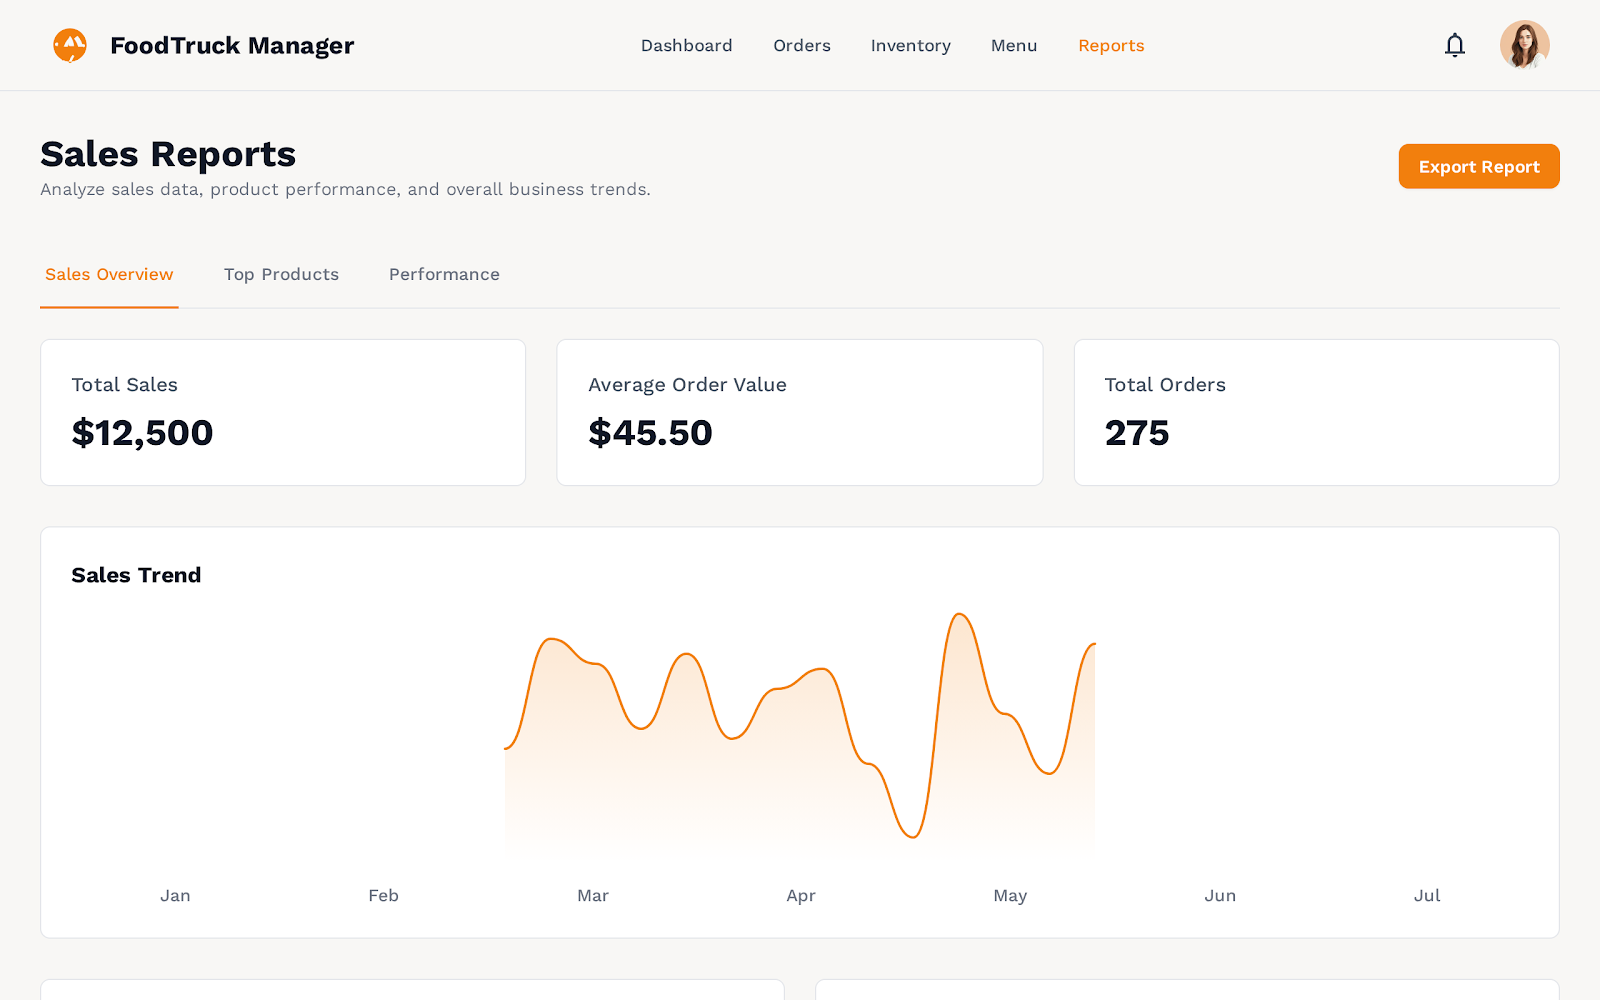 FoodTruck Manager
Dashboard
Orders
Inventory
Menu
Reports
Sales Reports
Analyze sales data, product performance, and overall business trends.
Export Report
Sales Overview
Top Products
Performance
Total Sales
$12,500
Average Order Value
$45.50
Total Orders
275
Sales Trend
Jan
Feb
Mar
Apr
May
Jun
Jul